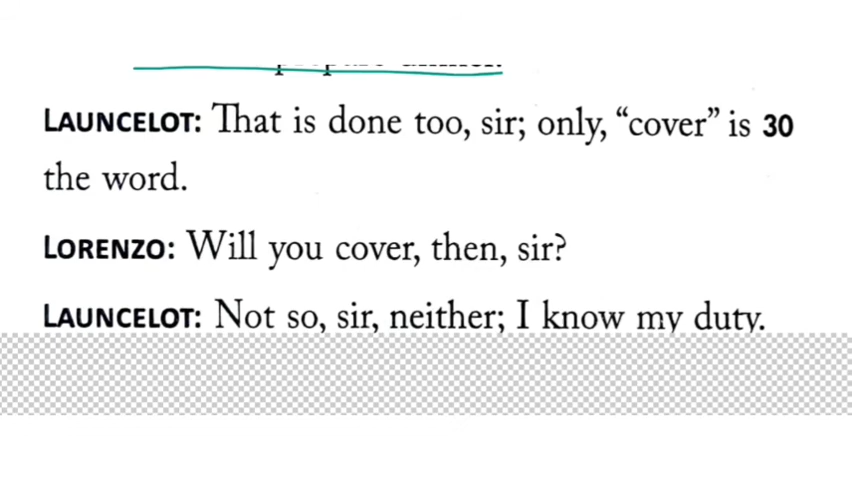 LAUNCELOT: That is done too, sir; only, “cover” is 30
the word.
LORENZO: Will you cover, then, sir?
LAUNCELOT: Not so, sir, neither; I know my duty.